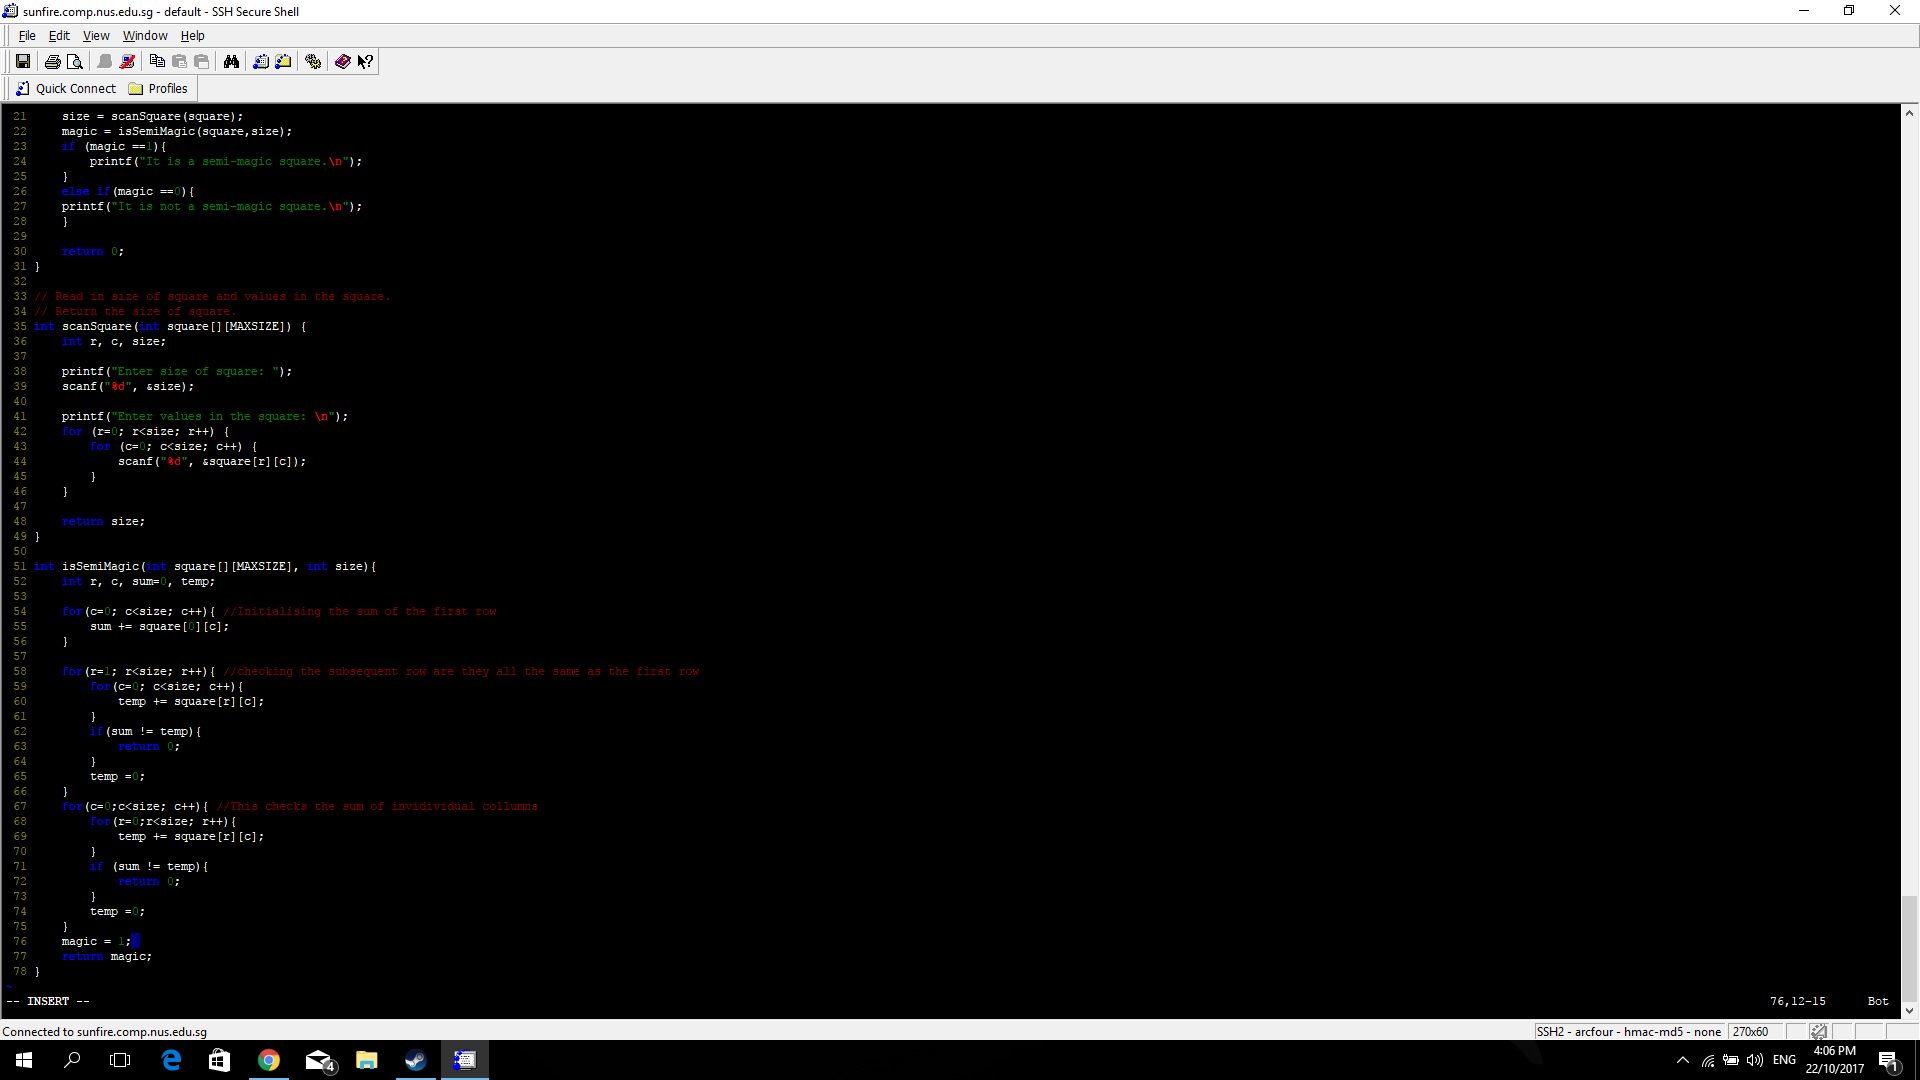 sunfire.comp.nus.edu.sg - default - SSH Secure Shell
File Edit View Window Help
Quick Connect Profiles
21 size = scanSquare(square);
22 magic = isSemiMagic(square,size);
23 if (magic ==1){
24 printf("It is a semi-magic square.\n");
25 }
26 else if(magic ==0){
27 printf("It is not a semi-magic square.\n");
28 }
29
30 return 0;
31 }
32
33 // Read in size of square and values in the square.
34 // Return the size of square.
35 int scanSquare(int square[][MAXSIZE]) {
36 int r, c, size;
37
38 printf("Enter size of square: ");
39 scanf("%d", &size);
40
41 printf("Enter values in the square: \n");
42 for (r=0; r<size; r++) {
43 for (c=0; c<size; c++) {
44 scanf("%d", &square[r][c]);
45 }
46 }
47
48 return size;
49 }
50
51 int isSemiMagic(int square[][MAXSIZE], int size){
52 int r, c, sum=0, temp;
53
54 for(c=0; c<size; c++){ //Initialising the sum of the first row
55 sum += square[0][c];
56 }
57
58 for(r=1; r<size; r++){ //checking the subsequent row are they all the same as the first row
59 for(c=0; c<size; c++){
60 temp += square[r][c];
61 }
62 if(sum != temp){
63 return 0;
64 }
65 temp =0;
66 }
67 for(c=0;c<size; c++){ //This checks the sum of invidividual collumns
68 for(r=0;r<size; r++){
69 temp += square[r][c];
70 }
71 if (sum != temp){
72 return 0;
73 }
74 temp =0;
75 }
76 magic = 1;
77 return magic;
78 }
~
-- INSERT -- 76,12-15 Bot
Connected to sunfire.comp.nus.edu.sg SSH2 - arcfour - hmac-md5 - none 270x60
4 ENG 4:06 PM 1
22/10/2017